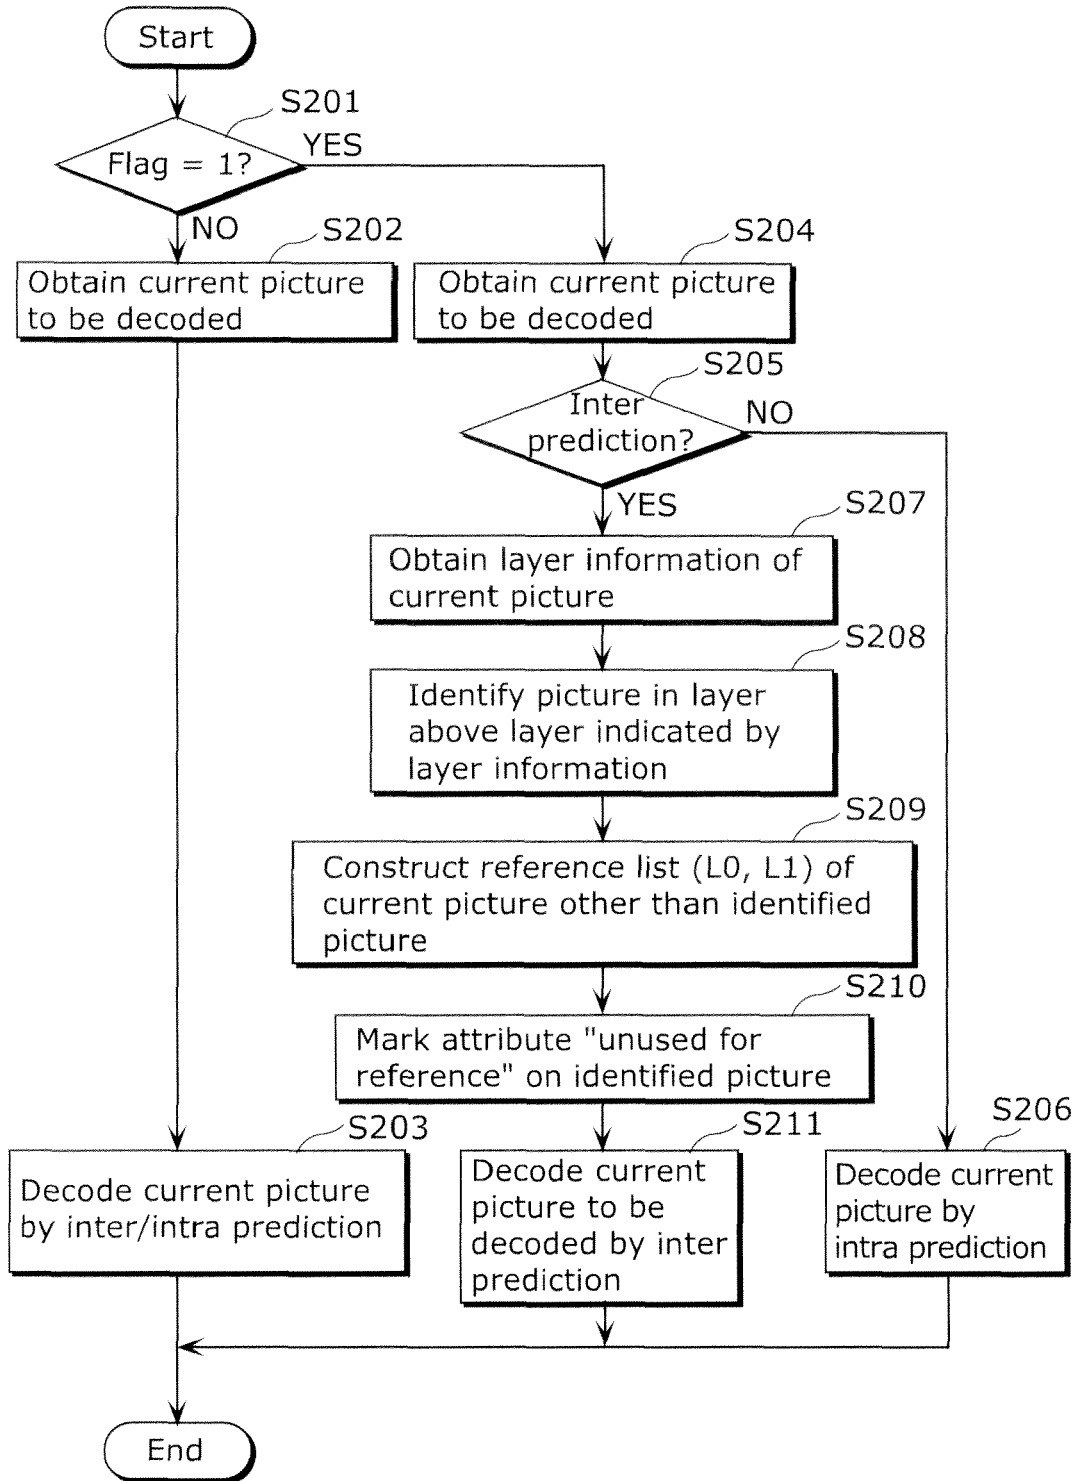 Start
S201
Flag = 1?
YES
NO
S202
Obtain current picture
to be decoded
S204
Obtain current picture
to be decoded
S205
Inter
prediction?
NO
YES
S207
Obtain layer information of
current picture
S208
Identify picture in layer
above layer indicated by
layer information
S209
Construct reference list (L0, L1) of
current picture other than identified
picture
S210
Mark attribute "unused for
reference" on identified picture
S203
Decode current picture
by inter/intra prediction
S211
Decode current
picture to be
decoded by inter
prediction
S206
Decode current
picture by
intra prediction
End